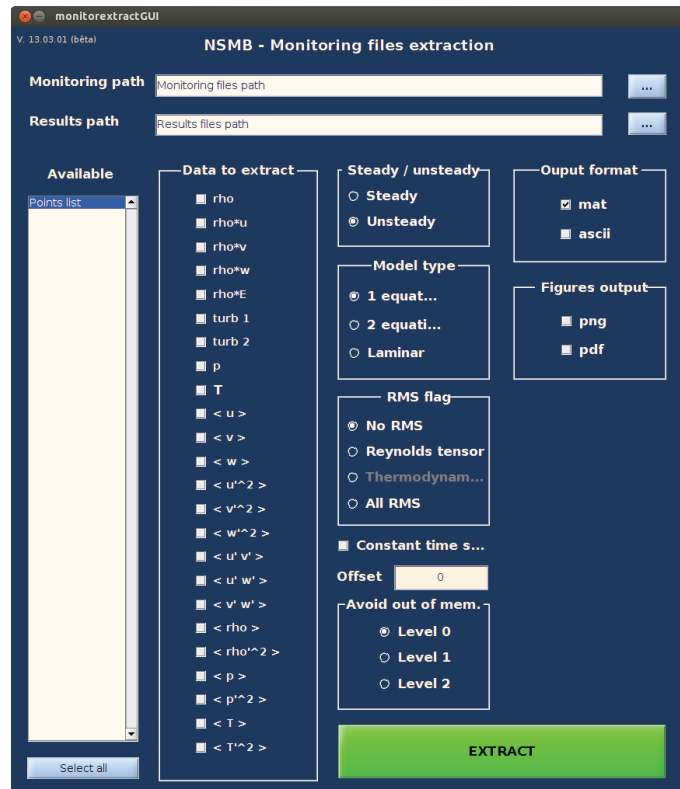 monitorextractGUI
V. 13.03.01 (bêta)
NSMB - Monitoring files extraction
Monitoring path
Monitoring files path
...
Results path
Results files path
...
Available
Points list
Select all
Data to extract
rho
rho*u
rho*v
rho*w
rho*E
turb 1
turb 2
p
T
< u >
< v >
< w >
< u'^2 >
< v'^2 >
< w'^2 >
< u' v' >
< u' w' >
< v' w' >
< rho >
< rho'^2 >
< p >
< p'^2 >
< T >
< T'^2 >
Steady / unsteady
Steady
Unsteady
Model type
1 equat...
2 equati...
Laminar
RMS flag
No RMS
Reynolds tensor
Thermodynam...
All RMS
Constant time s...
Offset 0
Avoid out of mem.
Level 0
Level 1
Level 2
Ouput format
mat
ascii
Figures output
png
pdf
EXTRACT